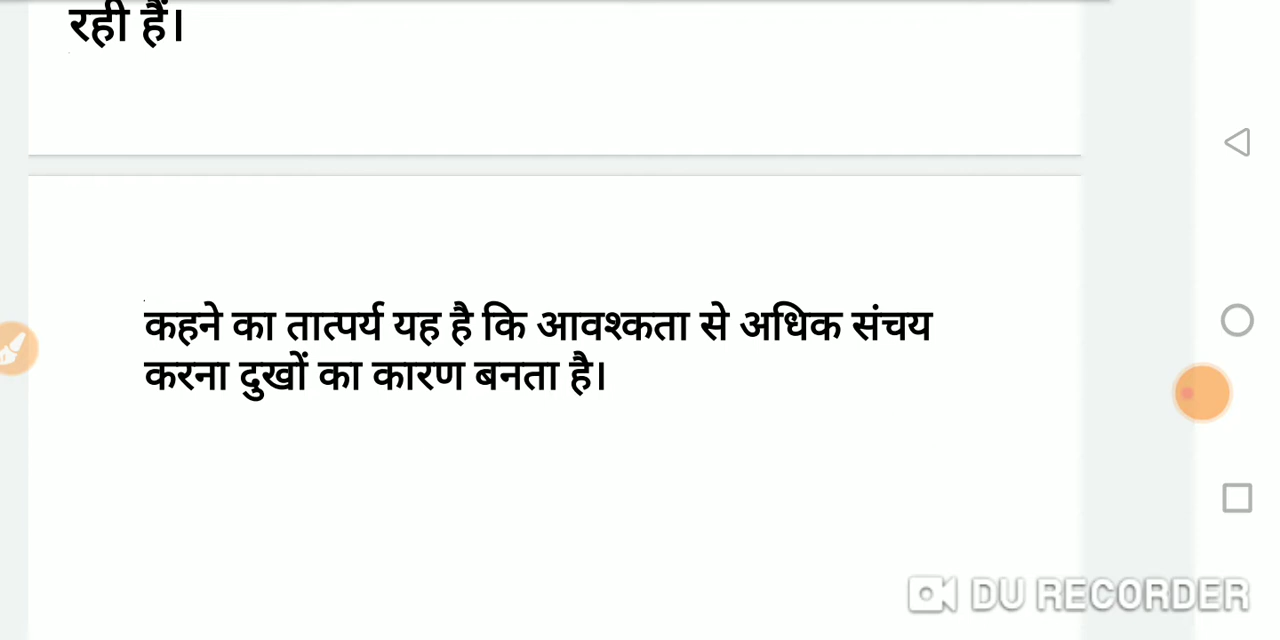 रही हैं।
कहने का तात्पर्य यह है कि आवश्कता से अधिक संचय
करना दुखों का कारण बनता है।
DU RECORDER